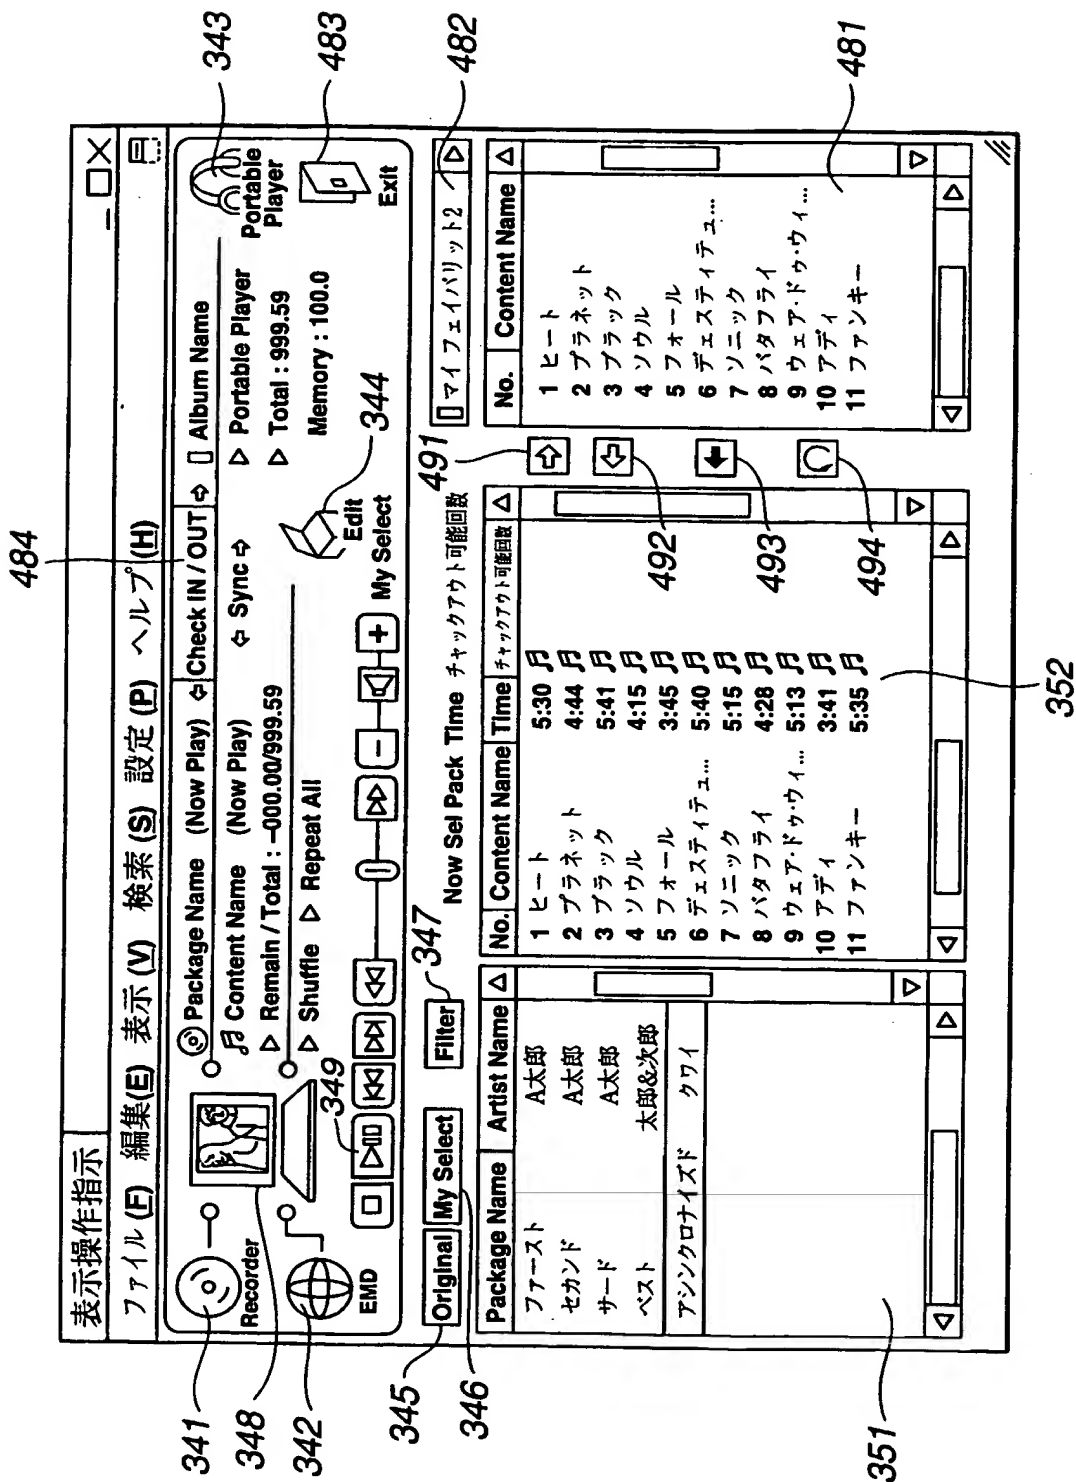 484
表示操作指示
ファイル(F) 編集(E) 表示(V) 検索(S) 設定(P) ヘルプ(H)
341
348
342
345
346
351
Recorder
EMD
349
Package Name (Now Play)
Content Name (Now Play)
Remain / Total : –000.00/999.59
Shuffle Repeat All
Check IN / OUT
Sync
Album Name
Portable Player
Total : 999.59
Memory : 100.0
Portable Player
Exit
343
483
482
481
Edit
344
My Select
Original My Select Filter
347
Now Sel Pack Time チャックアウト可能回数
マイフェイバリット2
Package Name Artist Name
ファースト A太郎
セカンド A太郎
サード A太郎
ベスト 太郎&次郎
アシンクロナイズド クワイ
No. Content Name Time チャックアウト可能回数
1 ヒート 5:30
2 プラネット 4:44
3 ブラック 5:41
4 ソウル 4:15
5 フォール 3:45
6 デェスティテュ... 5:40
7 ソニック 5:15
8 バタフライ 4:28
9 ウェア・ドゥ・ウィ... 5:13
10 アディ 3:41
11 ファンキー 5:35
352
491
492
493
494
No. Content Name
1 ヒート
2 プラネット
3 ブラック
4 ソウル
5 フォール
6 デェスティテュ...
7 ソニック
8 バタフライ
9 ウェア・ドゥ・ウィ...
10 アディ
11 ファンキー